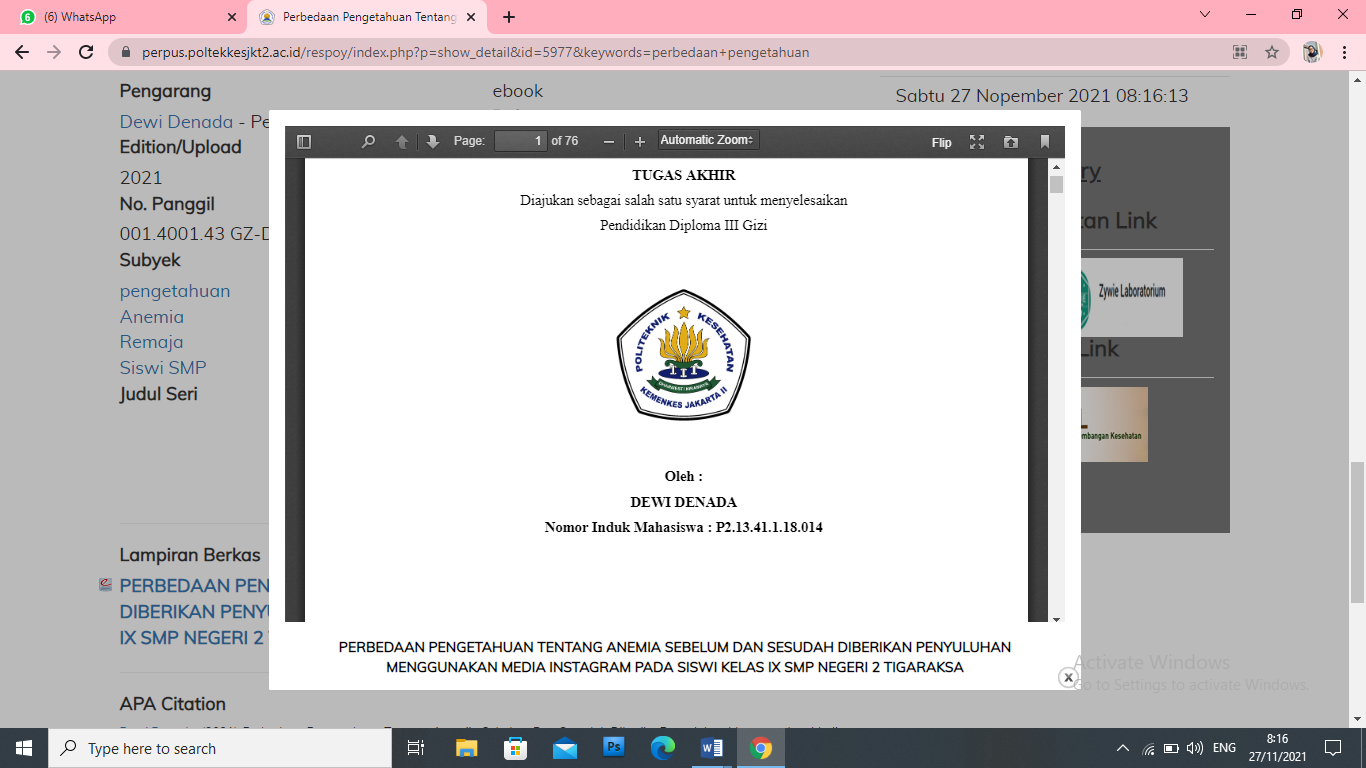 (6) WhatsApp
Perbedaan Pengetahuan Tentang
perpus.poltekkesjkt2.ac.id/respoy/index.php?p=show_detail&id=5977&keywords=perbedaan+pengetahuan
Pengarang
Dewi Denada - Pe
Edition/Upload
2021
No. Panggil
001.4001.43 GZ-D
Subyek
pengetahuan
Anemia
Remaja
Siswi SMP
Judul Seri
Lampiran Berkas
PERBEDAAN PEN
DIBERIKAN PENYU
IX SMP NEGERI 2
APA Citation
ebook
Sabtu 27 Nopember 2021 08:16:13
Page: 1 of 76
Automatic Zoom
Flip
TUGAS AKHIR
Diajukan sebagai salah satu syarat untuk menyelesaikan
Pendidikan Diploma III Gizi
POLITEKNIK KESEHATAN
KEMENKES JAKARTA II
Oleh :
DEWI DENADA
Nomor Induk Mahasiswa : P2.13.41.1.18.014
PERBEDAAN PENGETAHUAN TENTANG ANEMIA SEBELUM DAN SESUDAH DIBERIKAN PENYULUHAN
MENGGUNAKAN MEDIA INSTAGRAM PADA SISWI KELAS IX SMP NEGERI 2 TIGARAKSA
x
ry
tan Link
Zywie Laboratorium
Link
mbangan Kesehatan
Activate Windows
Go to Settings to activate Windows.
Type here to search
Ps
W
ENG
8:16
27/11/2021